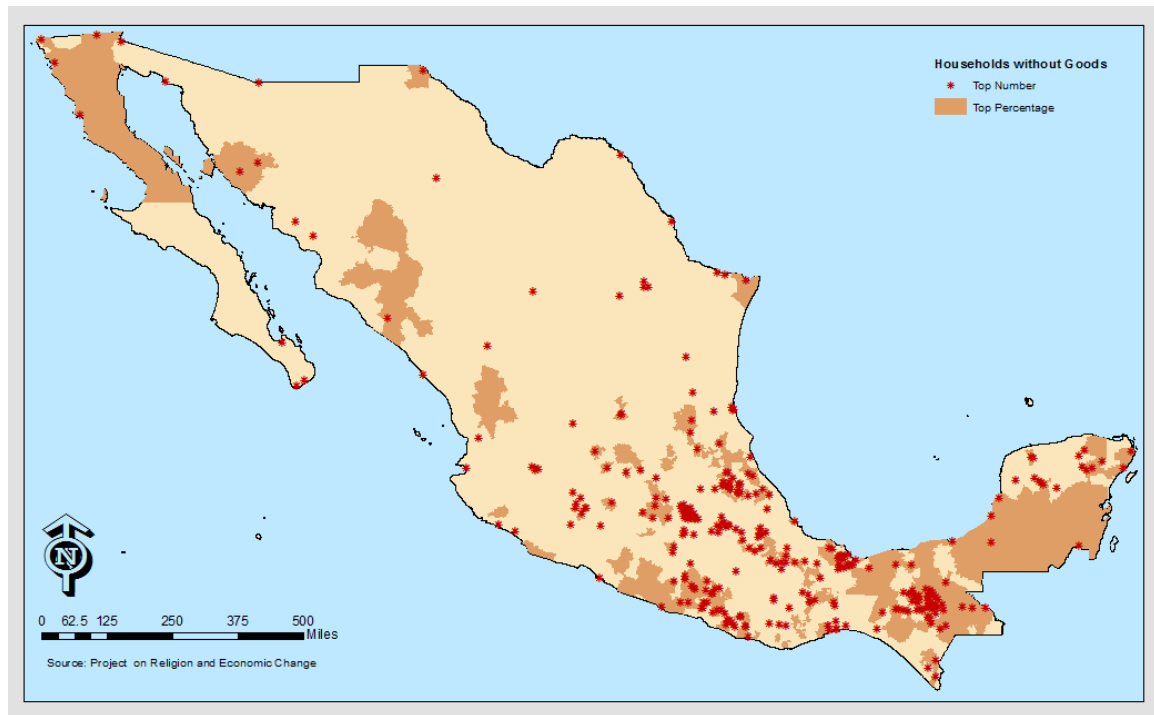 Households without Goods
Top Number
Top Percentage
N
0 62.5 125 250 375 500
Miles
Source: Project on Religion and Economic Change